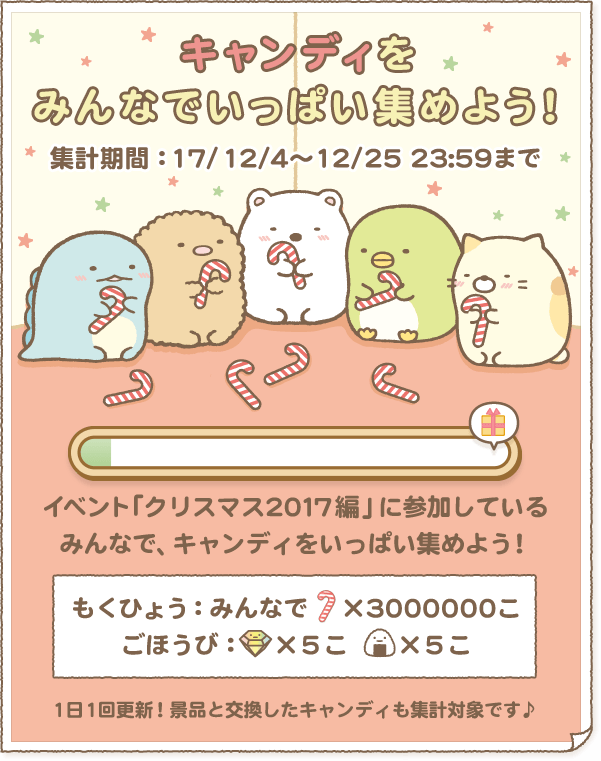 キャンディを
みんなでいっぱい集めよう！
集計期間：17/12/4～12/25 23:59まで
イベント「クリスマス2017編」に参加している
みんなで、キャンディをいっぱい集めよう！
もくひょう：みんなで ×3000000こ
ごほうび： ×5こ ×5こ
1日1回更新！景品と交換したキャンディも集計対象です♪